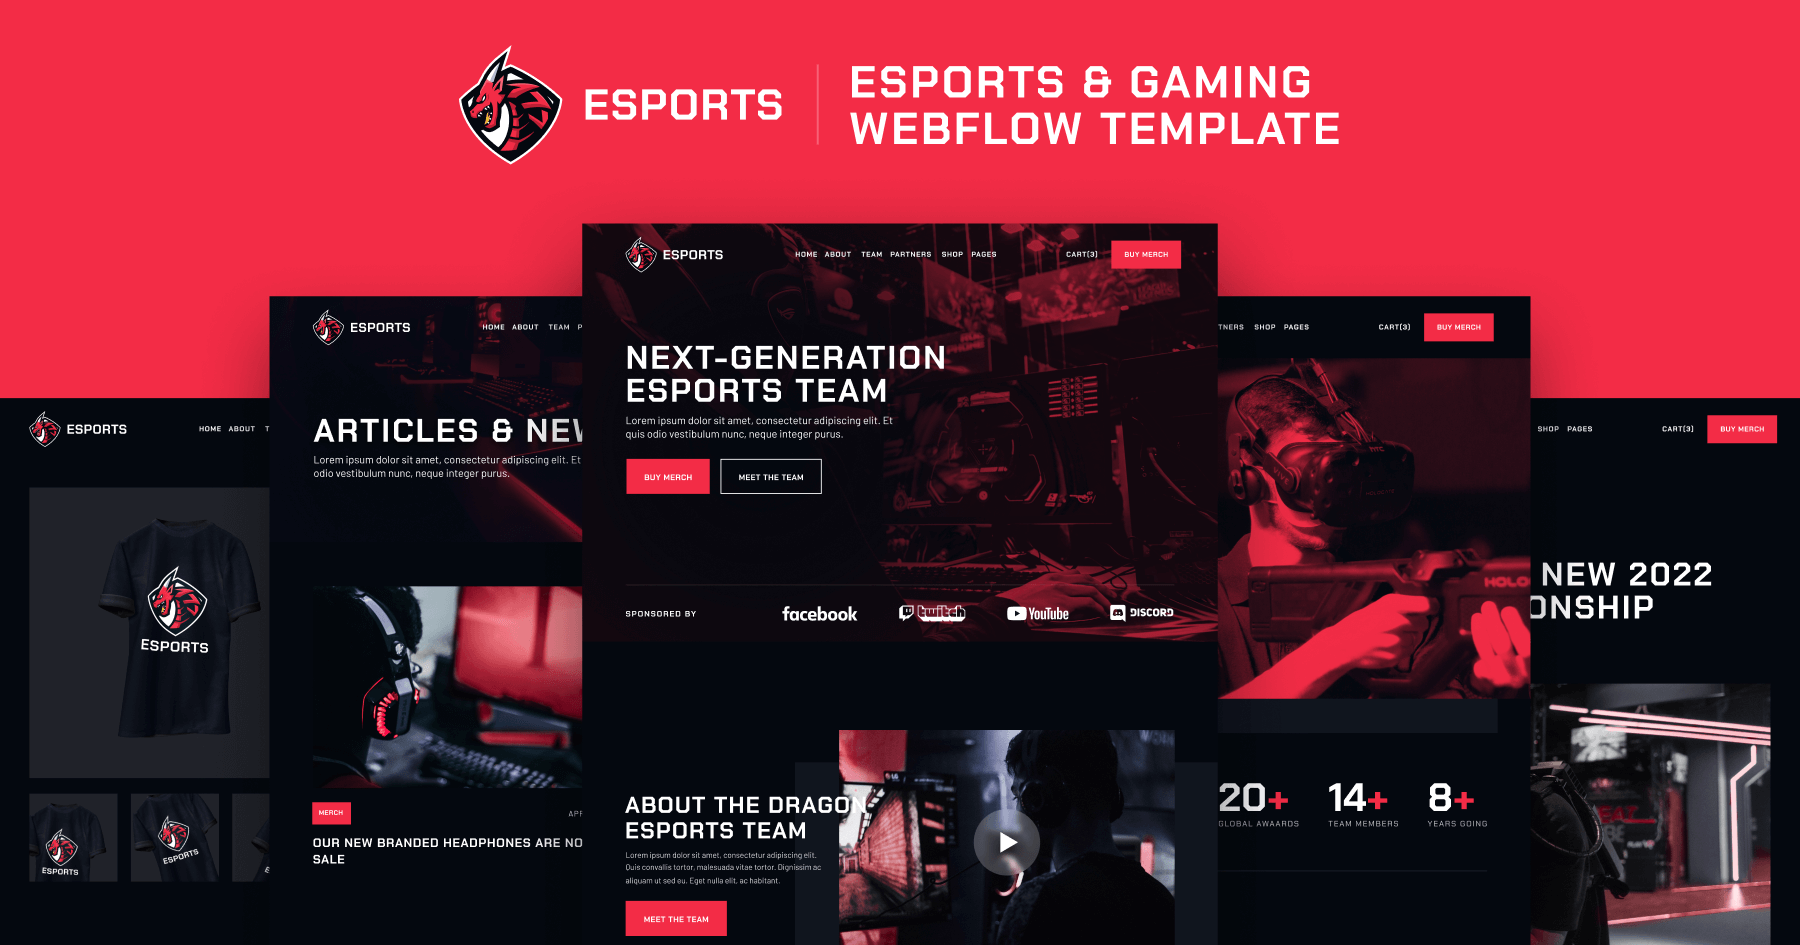 ESPORTS
ESPORTS & GAMING
WEBFLOW TEMPLATE
ESPORTS
HOME ABOUT TEAM PARTNERS SHOP PAGES
CART(3)
BUY MERCH
NEXT-GENERATION
ESPORTS TEAM
Lorem ipsum dolor sit amet, consectetur adipiscing elit. Et
quis odio vestibulum nunc, neque integer purus.
BUY MERCH
MEET THE TEAM
SPONSORED BY
facebook
twitch
YouTube
DISCORD
ABOUT THE DRAGON
ESPORTS TEAM
Lorem ipsum dolor sit amet, consectetur adipiscing elit.
Quis convallis tortor, malesuada vitae tortor. Dignissim ac
aliquam ut sed eu. Eget nulla elit, ac habitant.
MEET THE TEAM
ESPORTS
HOME ABOUT TEAM P
ARTICLES & NEW
Lorem ipsum dolor sit amet, consectetur adipiscing elit. Et
odio vestibulum nunc, neque integer purus.
MERCH
APR
OUR NEW BRANDED HEADPHONES ARE NO
SALE
TNERS SHOP PAGES
CART(3)
BUY MERCH
HTC
HOLO
20+
GLOBAL AWAARDS
14+
TEAM MEMBERS
8+
YEARS GOING
ESPORTS
HOME ABOUT T
ESPORTS
ESPORTS
ESPORTS
E
SHOP PAGES
CART(3)
BUY MERCH
NEW 2022
ONSHIP